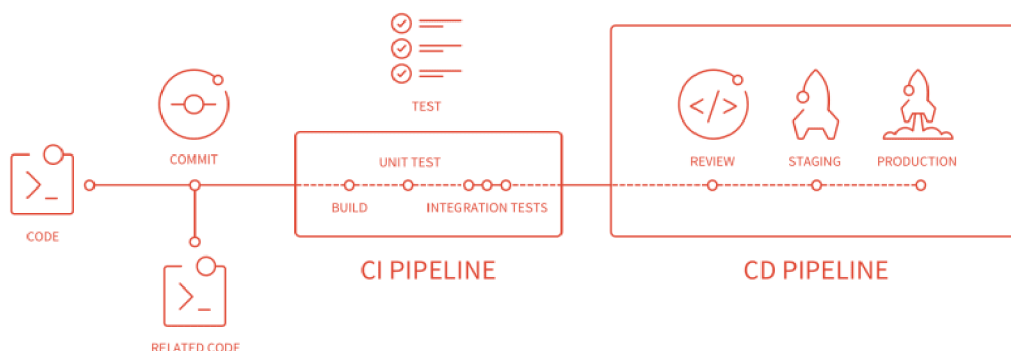 TEST
COMMIT
CODE
RELATED CODE
UNIT TEST
BUILD
INTEGRATION TESTS
CI PIPELINE
REVIEW
STAGING
PRODUCTION
CD PIPELINE